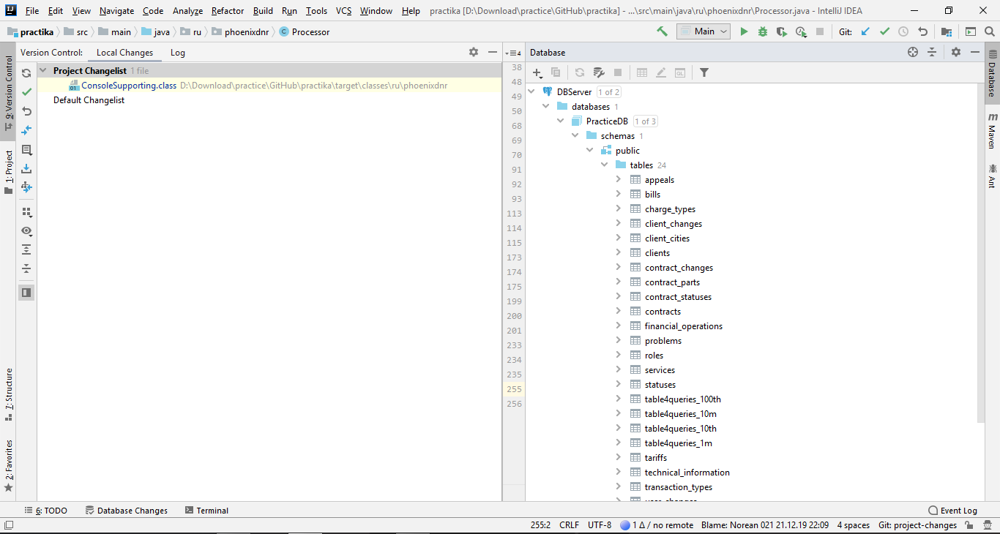 File Edit View Navigate Code Analyze Refactor Build Run Tools VCS Window Help practika [D:\Download\practice\GitHub\practika] - ...\src\main\java\ru\phoenixdnr\Processor.java - IntelliJ IDEA
practika src main java ru phoenixdnr Processor Main Git:
Version Control: Local Changes Log
Project Changelist 1 file
ConsoleSupporting.class D:\Download\practice\GitHub\practika\target\classes\ru\phoenixdnr
Default Changelist
9: Version Control
1: Project
7: Structure
2: Favorites
4
38
48
49
50
68
69
70
91
92
93
113
114
115
173
174
175
199
200
201
233
234
235
255
256
Database
QL
DBServer 1 of 2
databases 1
PracticeDB 1 of 3
schemas 1
public
tables 24
appeals
bills
charge_types
client_changes
client_cities
clients
contract_changes
contract_parts
contract_statuses
contracts
financial_operations
problems
roles
services
statuses
table4queries_100th
table4queries_10m
table4queries_10th
table4queries_1m
tariffs
technical_information
transaction_types
Database
Maven
Ant
6: TODO Database Changes Terminal Event Log
255:2 CRLF UTF-8 1 Δ / no remote Blame: Norean 021 21.12.19 22:09 4 spaces Git: project-changes